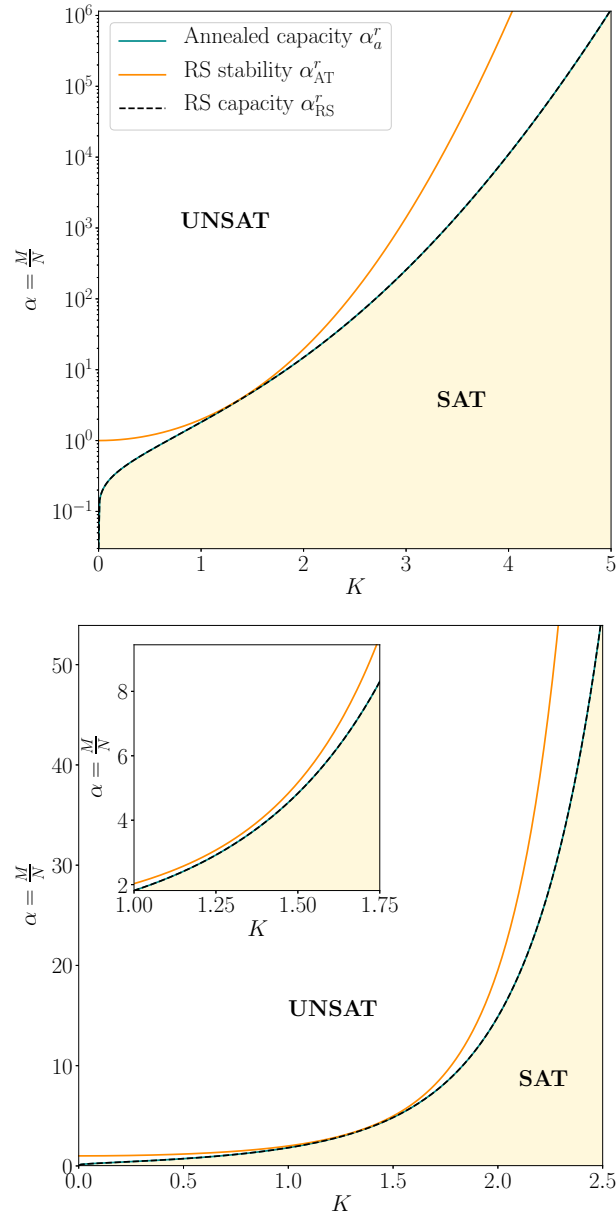 Annealed capacity α_a^r
RS stability α_AT^r
RS capacity α_RS^r
10^6
10^5
10^4
10^3
10^2
10^1
10^0
10^−1
α = M/N
UNSAT
SAT
0 1 2 3 4 5
K
50
40
30
20
10
0
α = M/N
8
6
4
2
α = M/N
1.00 1.25 1.50 1.75
K
UNSAT
SAT
0.0 0.5 1.0 1.5 2.0 2.5
K